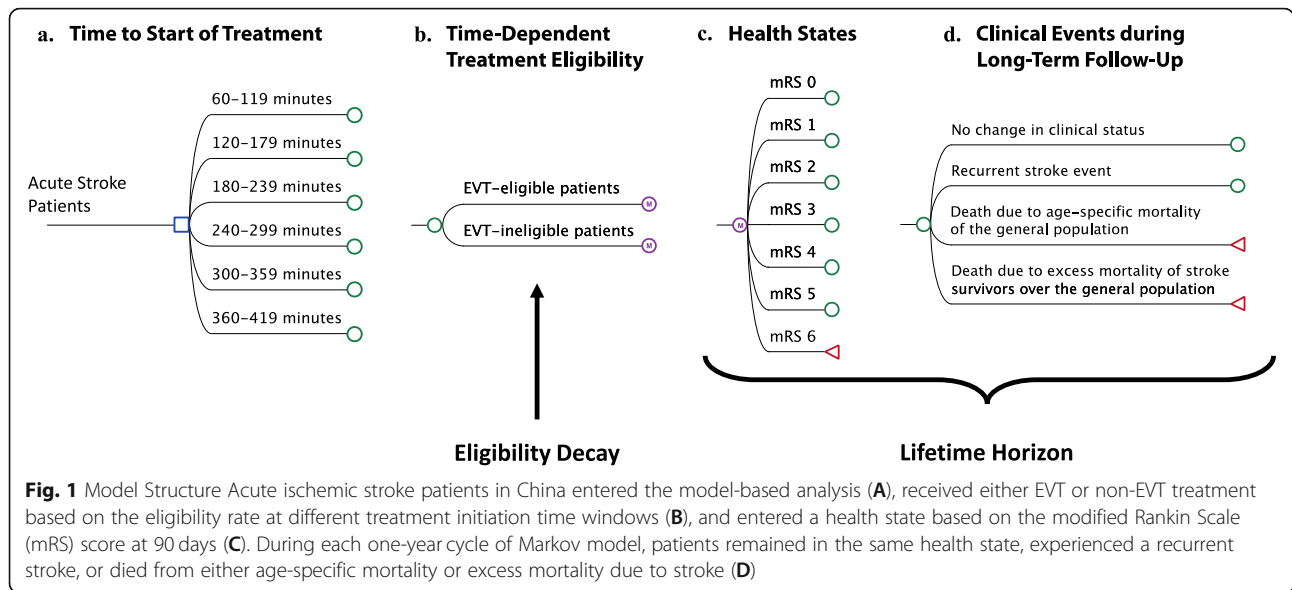 a. Time to Start of Treatment
60–119 minutes
120–179 minutes
180–239 minutes
240–299 minutes
300–359 minutes
360–419 minutes
Acute Stroke
Patients
b. Time-Dependent
Treatment Eligibility
EVT–eligible patients
M
EVT–ineligible patients
M
Eligibility Decay
c. Health States
M
mRS 0
mRS 1
mRS 2
mRS 3
mRS 4
mRS 5
mRS 6
d. Clinical Events during
Long-Term Follow-Up
No change in clinical status
Recurrent stroke event
Death due to age–specific mortality
of the general population
Death due to excess mortality of stroke
survivors over the general population
Lifetime Horizon
Fig. 1 Model Structure Acute ischemic stroke patients in China entered the model-based analysis (A), received either EVT or non-EVT treatment
based on the eligibility rate at different treatment initiation time windows (B), and entered a health state based on the modified Rankin Scale
(mRS) score at 90 days (C). During each one-year cycle of Markov model, patients remained in the same health state, experienced a recurrent
stroke, or died from either age-specific mortality or excess mortality due to stroke (D)